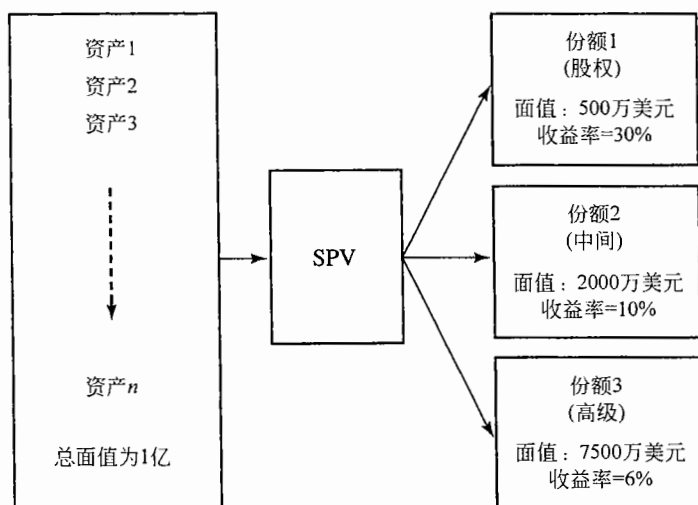 资产1
资产2
资产3
资产n
总面值为1亿
SPV
份额1
(股权)
面值：500万美元
收益率=30%
份额2
(中间)
面值：2000万美元
收益率=10%
份额3
(高级)
面值：7500万美元
收益率=6%